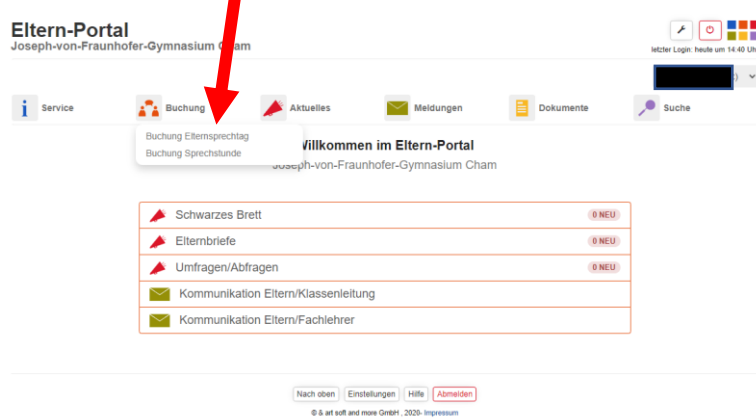 Eltern-Portal
Joseph-von-Fraunhofer-Gymnasium Cham
letzter Login: heute um 14:40 Uhr
Service
Buchung
Aktuelles
Meldungen
Dokumente
Suche
Buchung Elternsprechtag
Buchung Sprechstunde
Willkommen im Eltern-Portal
Joseph-von-Fraunhofer-Gymnasium Cham
Schwarzes Brett 0 NEU
Elternbriefe 0 NEU
Umfragen/Abfragen 0 NEU
Kommunikation Eltern/Klassenleitung
Kommunikation Eltern/Fachlehrer
Nach oben Einstellungen Hilfe Abmelden
© & art soft and more GmbH , 2020- Impressum